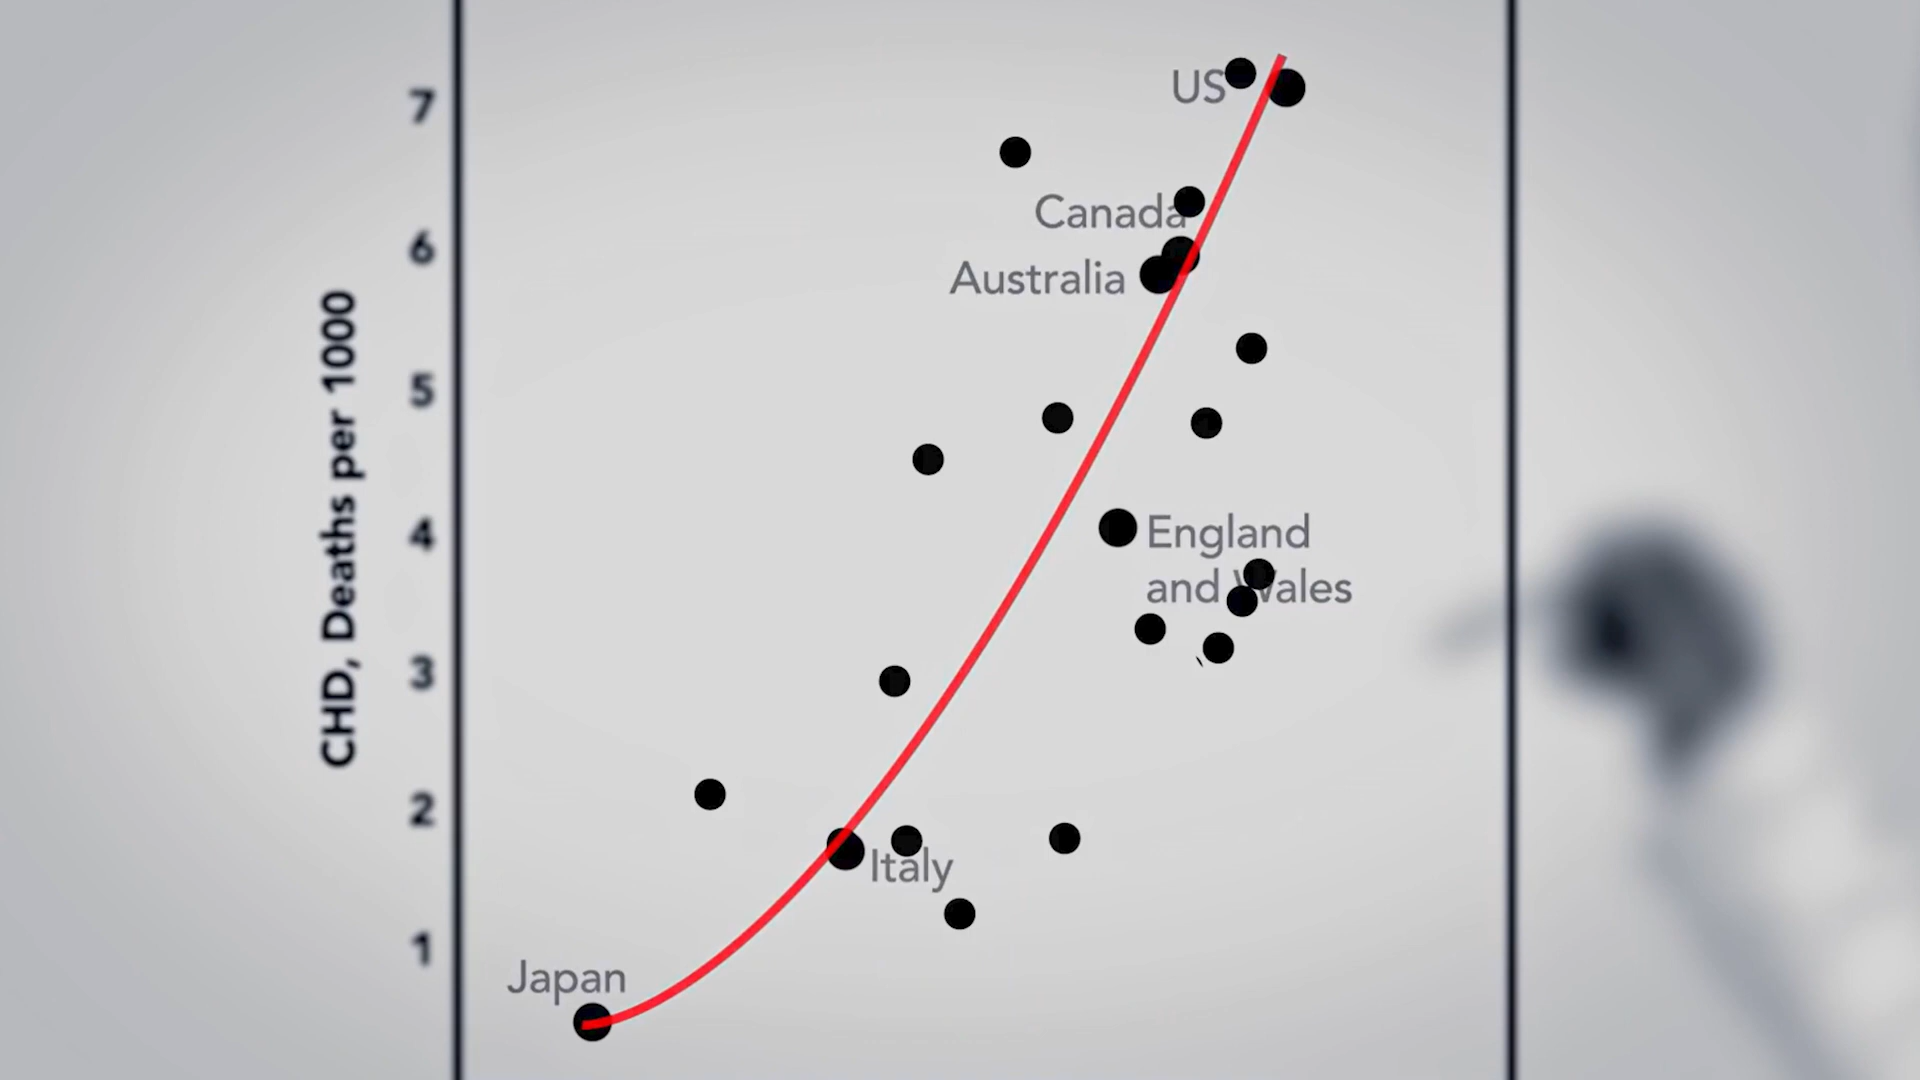 CHD, Deaths per 1000
7
6
5
4
3
2
1
US
Canada
Australia
England
and Wales
Italy
Japan